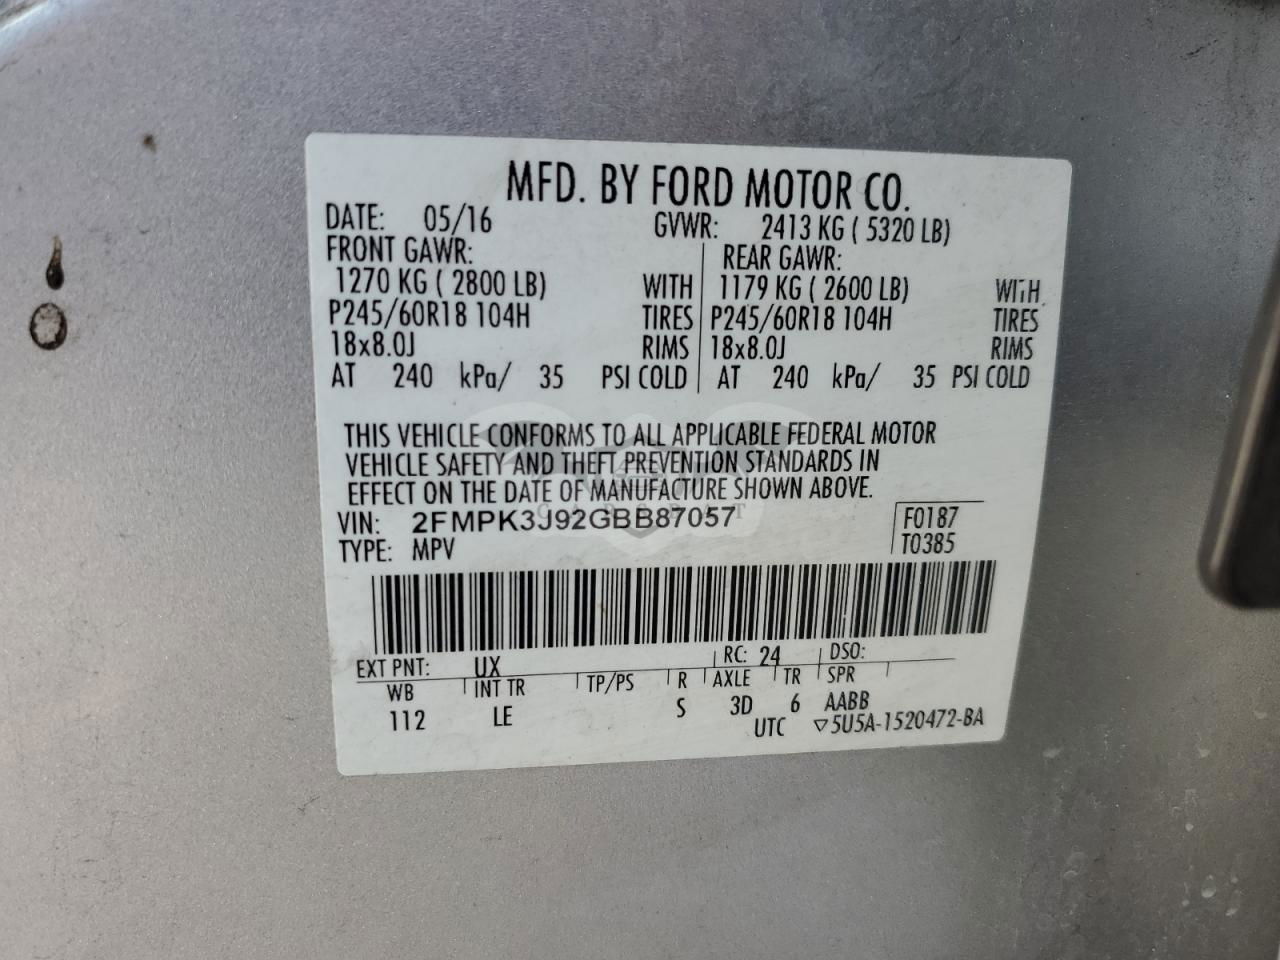 MFD. BY FORD MOTOR CO.
DATE: 05/16 GVWR: 2413 KG ( 5320 LB)
FRONT GAWR: REAR GAWR:
1270 KG ( 2800 LB) WITH 1179 KG ( 2600 LB) WITH
P245/60R18 104H TIRES P245/60R18 104H TIRES
18x8.0J RIMS 18x8.0J RIMS
AT 240 kPa/ 35 PSI COLD AT 240 kPa/ 35 PSI COLD
THIS VEHICLE CONFORMS TO ALL APPLICABLE FEDERAL MOTOR
VEHICLE SAFETY AND THEFT PREVENTION STANDARDS IN
EFFECT ON THE DATE OF MANUFACTURE SHOWN ABOVE.
VIN: 2FMPK3J92GBB87057 F0187
TYPE: MPV T0385
EXT PNT: UX RC: 24 DSO:
WB INT TR TP/PS R AXLE TR SPR
112 LE S 3D 6 AABB
UTC ▽5U5A-1520472-BA